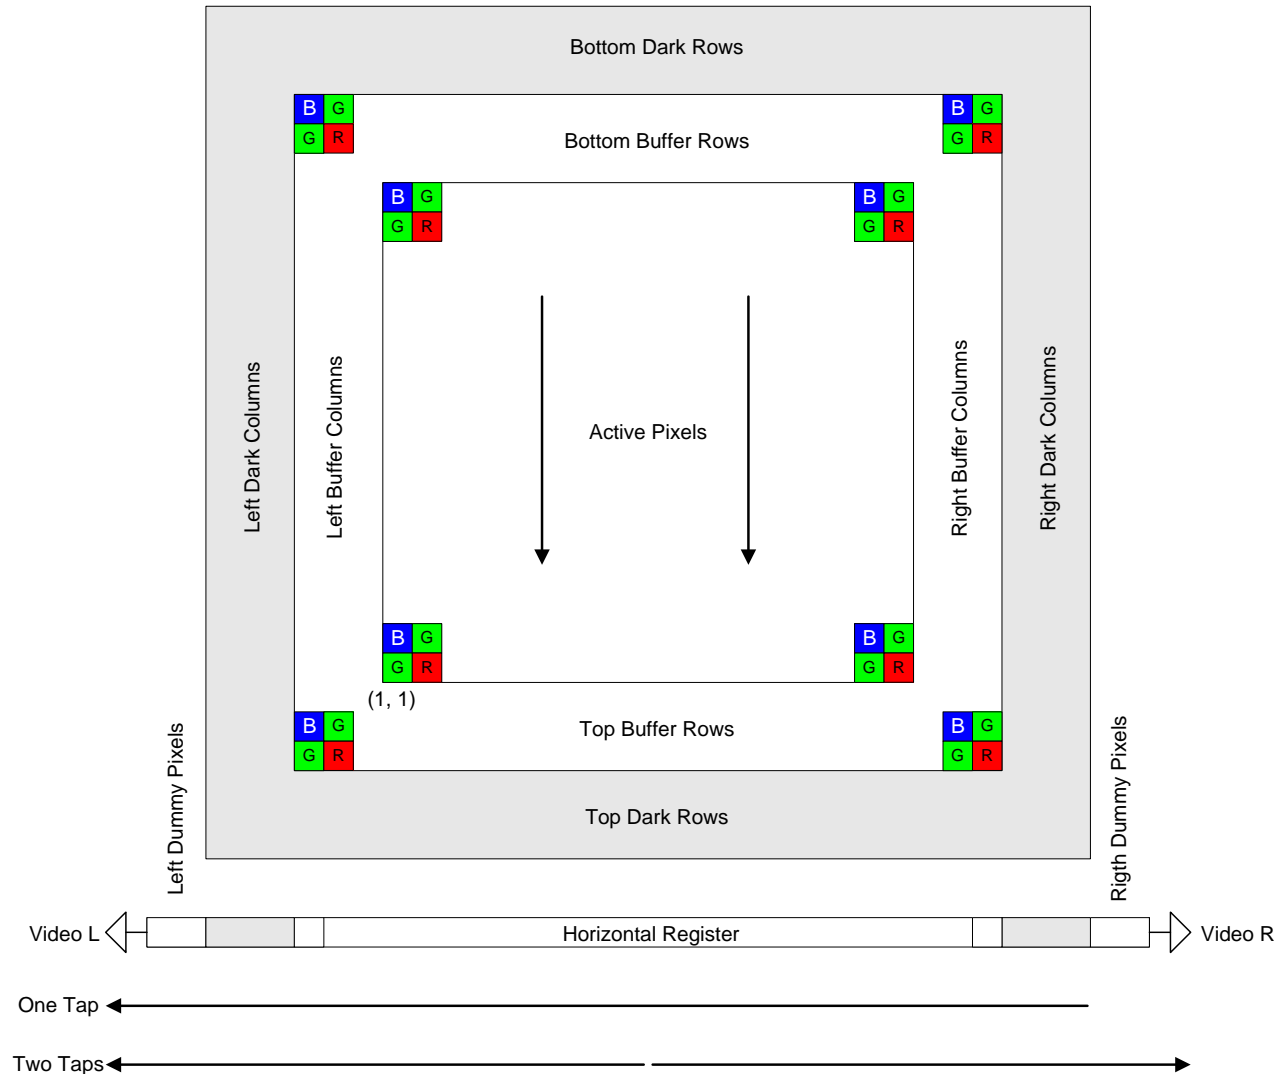 Bottom Dark Rows
B G
G R
B G
G R
Bottom Buffer Rows
B G
G R
B G
G R
Left Dark Columns
Left Buffer Columns
Active Pixels
Right Buffer Columns
Right Dark Columns
B G
G R
B G
G R
(1, 1)
B G
G R
Top Buffer Rows
B G
G R
Left Dummy Pixels
Top Dark Rows
Rigth Dummy Pixels
Video L
Horizontal Register
Video R
One Tap
Two Taps